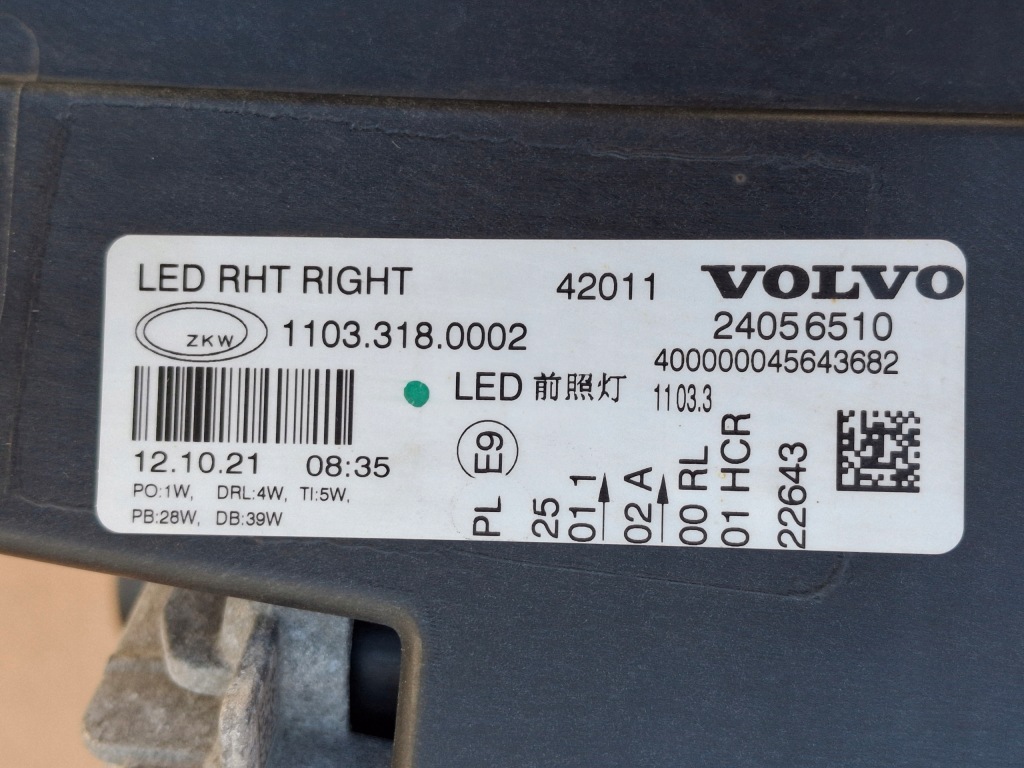 LED RHT RIGHT 42011 VOLVO
ZKW 1103.318.0002 24056510
400000045643682
LED 前照灯 1103.3
12.10.21 08:35
PO:1W, DRL:4W, TI:5W,
PB:28W, DB:39W
E9
PL
25
01 1
02 A
00 RL
01 HCR
22643